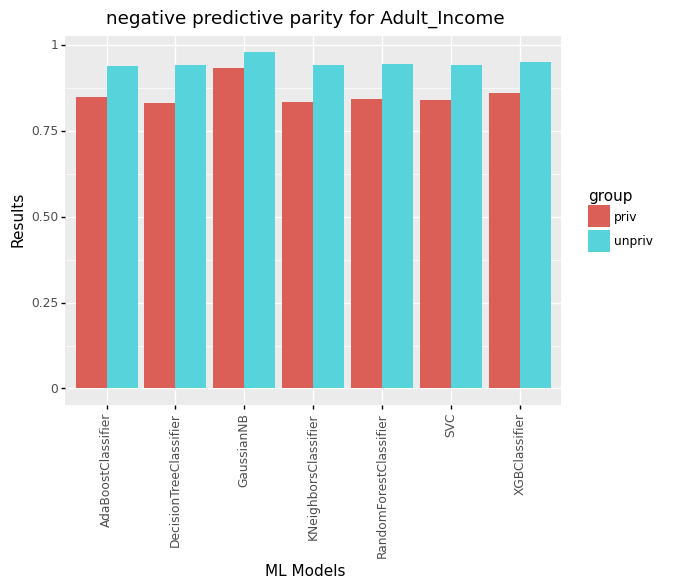 negative predictive parity for Adult_Income
1
0.75
0.50
0.25
0
Results
AdaBoostClassifier
DecisionTreeClassifier
GaussianNB
KNeighborsClassifier
RandomForestClassifier
SVC
XGBClassifier
ML Models
group
priv
unpriv